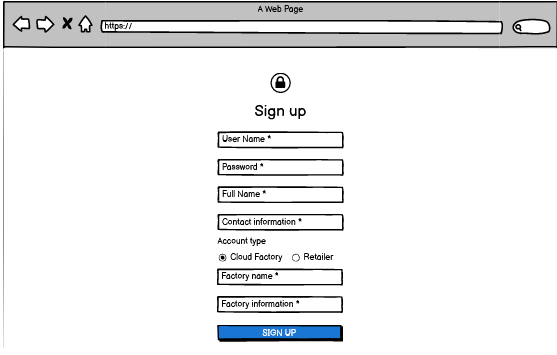 A Web Page
https://
Sign up
User Name *
Password *
Full Name *
Contact information *
Account type
Cloud Factory Retailer
Factory name *
Factory information *
SIGN UP